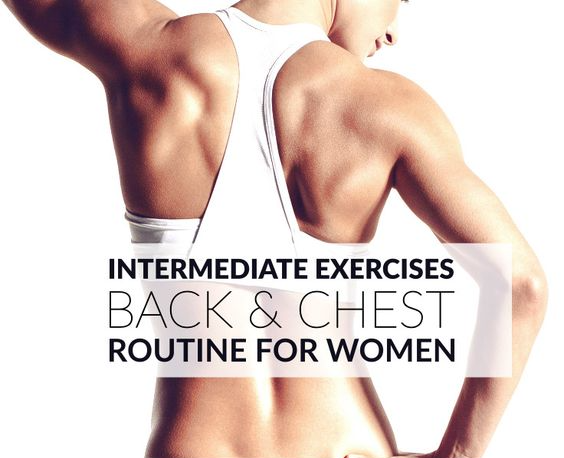 INTERMEDIATE EXERCISES
BACK & CHEST
ROUTINE FOR WOMEN